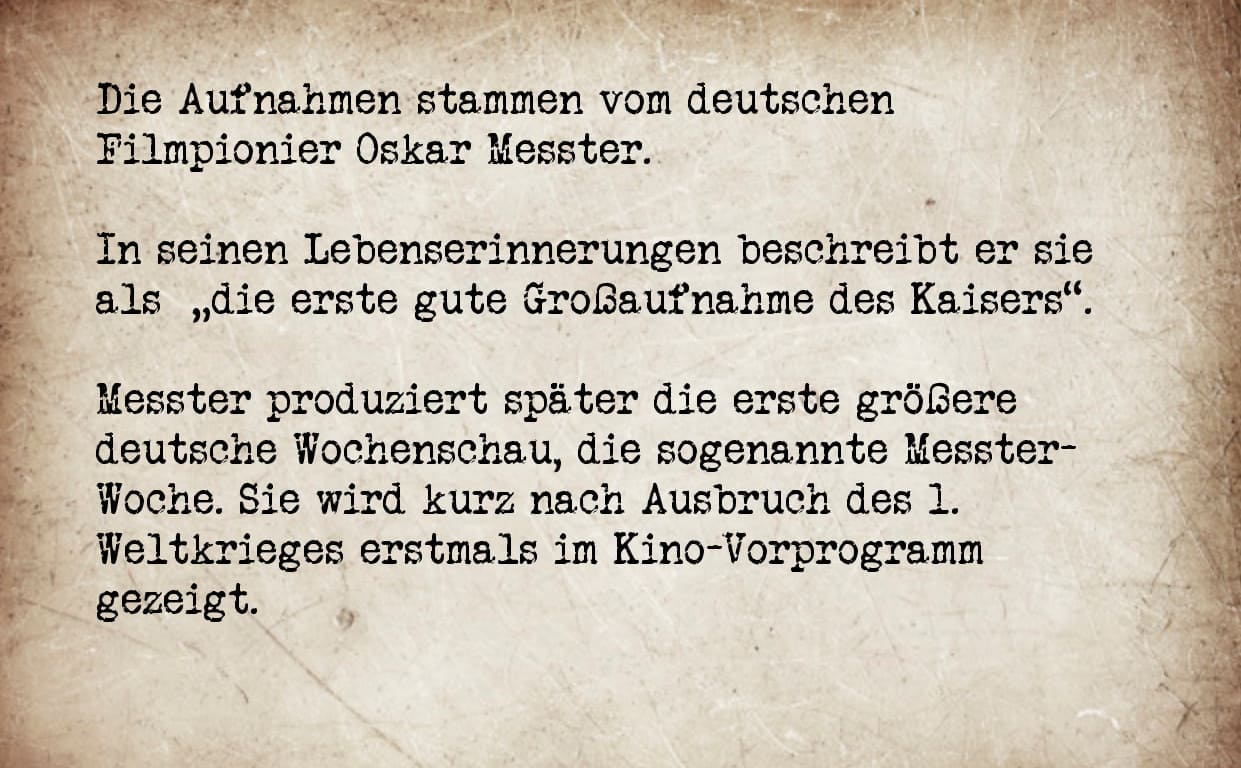 Die Aufnahmen stammen vom deutschen
Filmpionier Oskar Messter.
In seinen Lebenserinnerungen beschreibt er sie
als „die erste gute Großaufnahme des Kaisers“.
Messter produziert später die erste größere
deutsche Wochenschau, die sogenannte Messter-
Woche. Sie wird kurz nach Ausbruch des 1.
Weltkrieges erstmals im Kino-Vorprogramm
gezeigt.